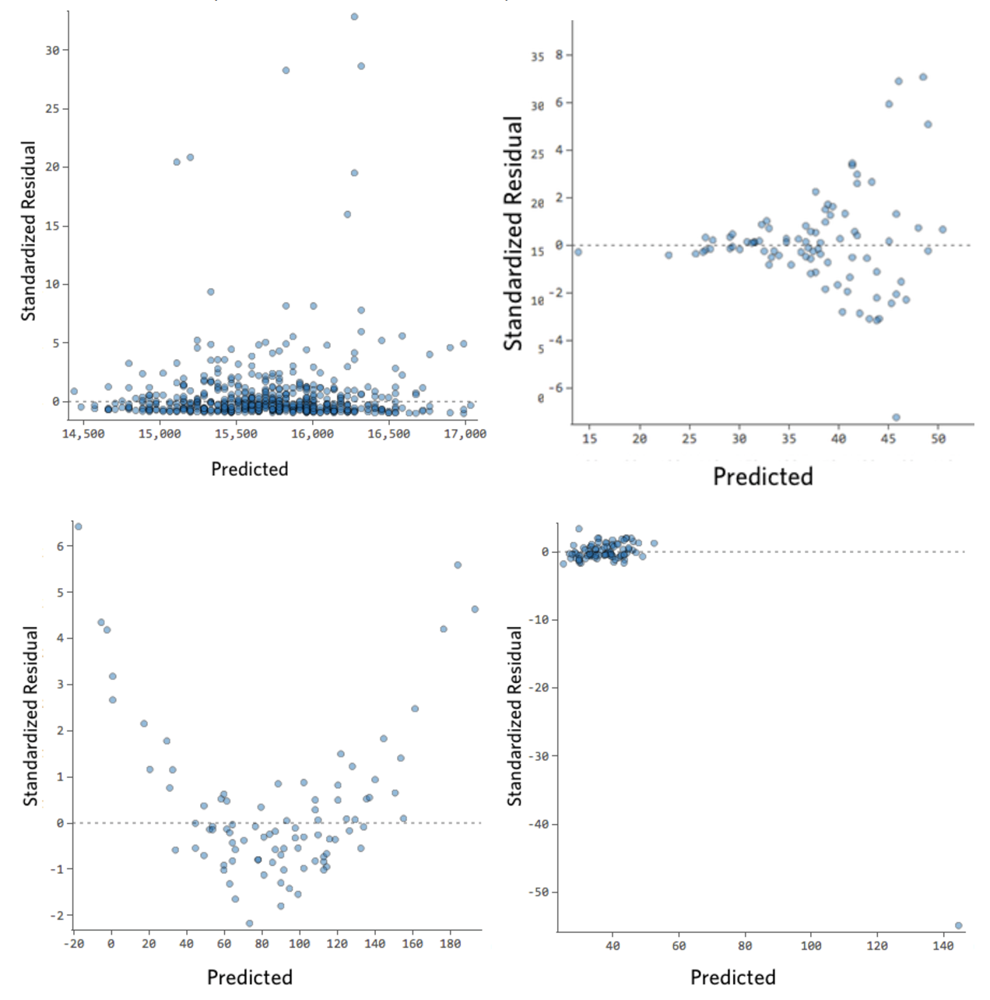 30
25
20
15
10
5
0
Standardized Residual
14,500 15,000 15,500 16,000 16,500 17,000
Predicted
35 8
30 6
25 4
20 2
15 0
10 -2
5 -4
0 -6
Standardized Residual
15 20 25 30 35 40 45 50
Predicted
6
5
4
3
2
1
0
-1
-2
Standardized Residual
-20 0 20 40 60 80 100 120 140 160 180
Predicted
0
-10
-20
-30
-40
-50
Standardized Residual
40 60 80 100 120 140
Predicted